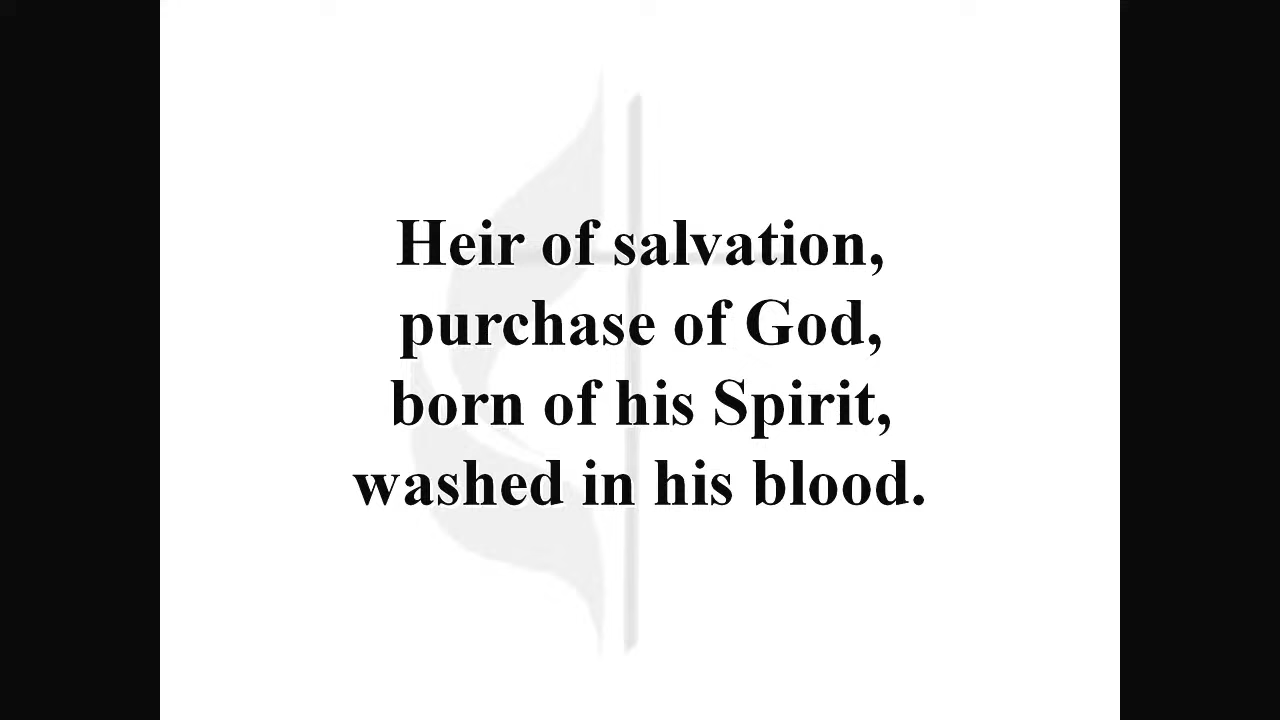 Heir of salvation,
purchase of God,
born of his Spirit,
washed in his blood.